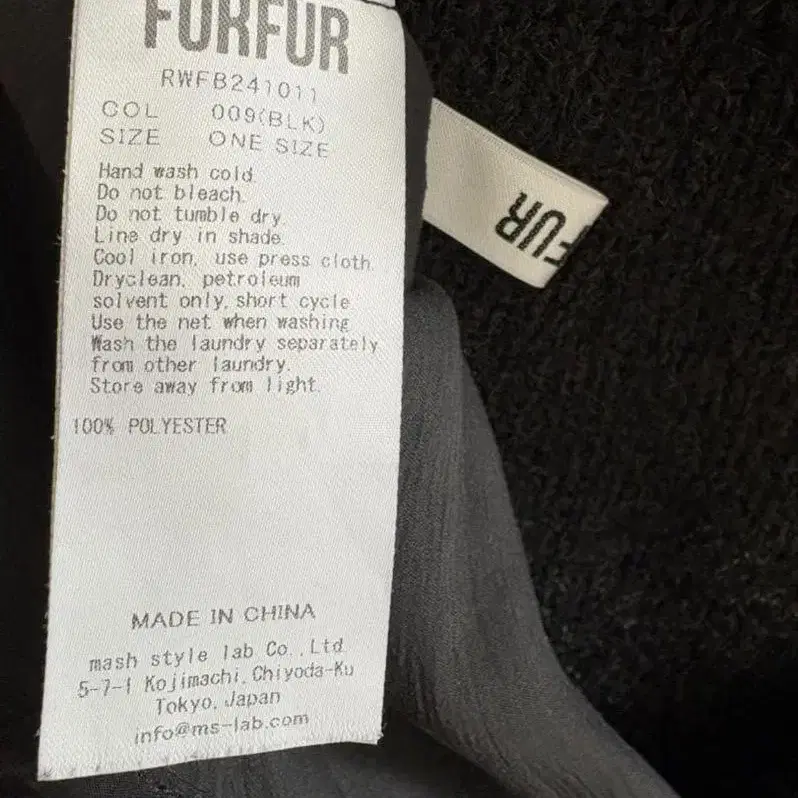 FURFUR
RWFB241011
COL 009(BLK)
SIZE ONE SIZE
Hand wash cold.
Do not bleach.
Do not tumble dry.
Line dry in shade.
Cool iron, use press cloth.
Dryclean, petroleum
solvent only, short cycle
Use the net when washing
Wash the laundry separately
from other laundry.
Store away from light.
100% POLYESTER
MADE IN CHINA
mash style lab Co.,Ltd.
5-7-1 Kojimachi, Chiyoda-Ku
Tokyo, Japan
info@ms-lab.com
FUR